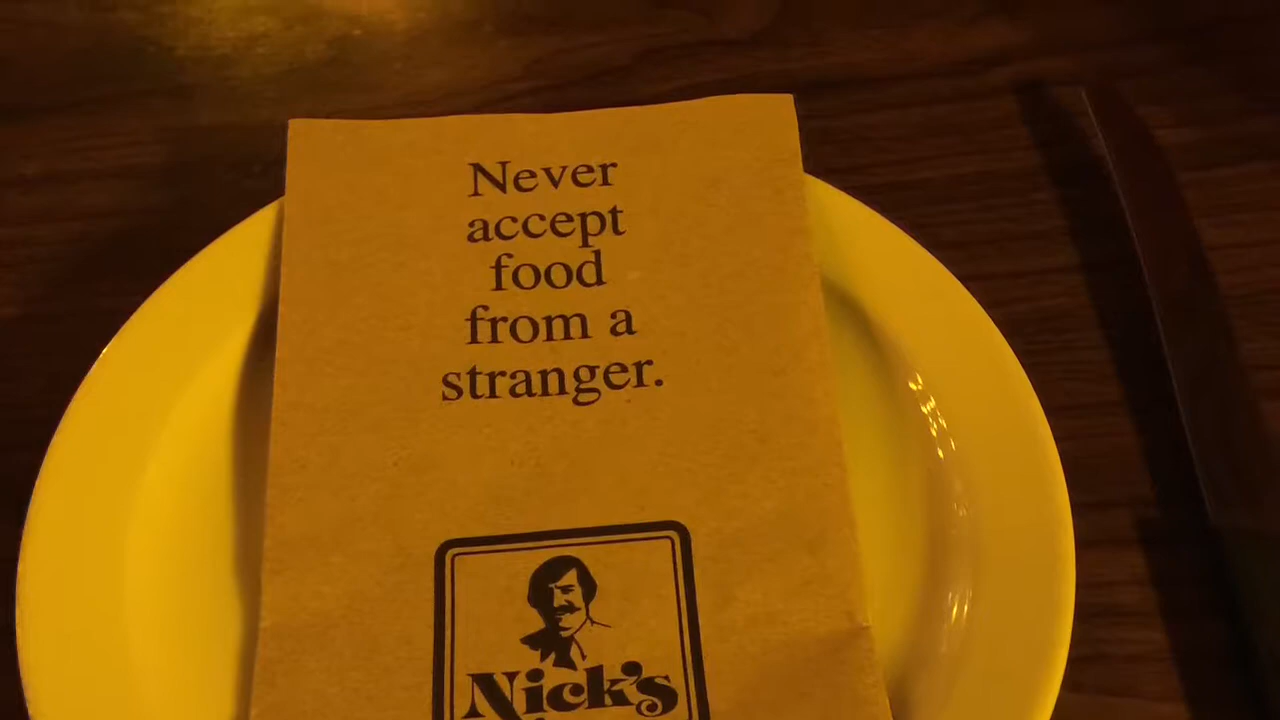 Never
accept
food
from a
stranger.
Nick's